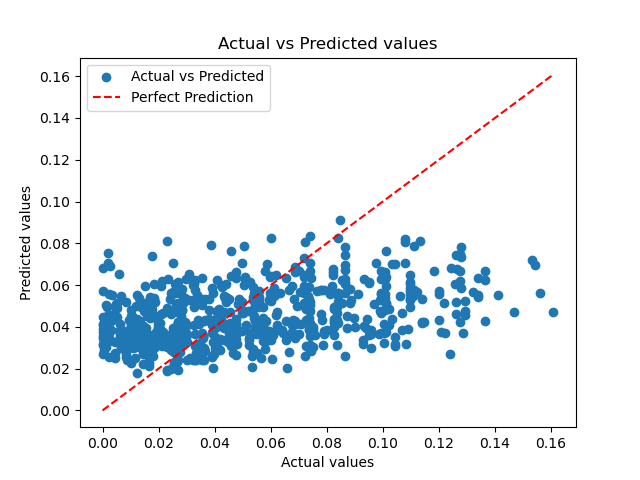 Actual vs Predicted values
Actual vs Predicted
Perfect Prediction
0.16
0.14
0.12
0.10
0.08
0.06
0.04
0.02
0.00
Predicted values
0.00 0.02 0.04 0.06 0.08 0.10 0.12 0.14 0.16
Actual values